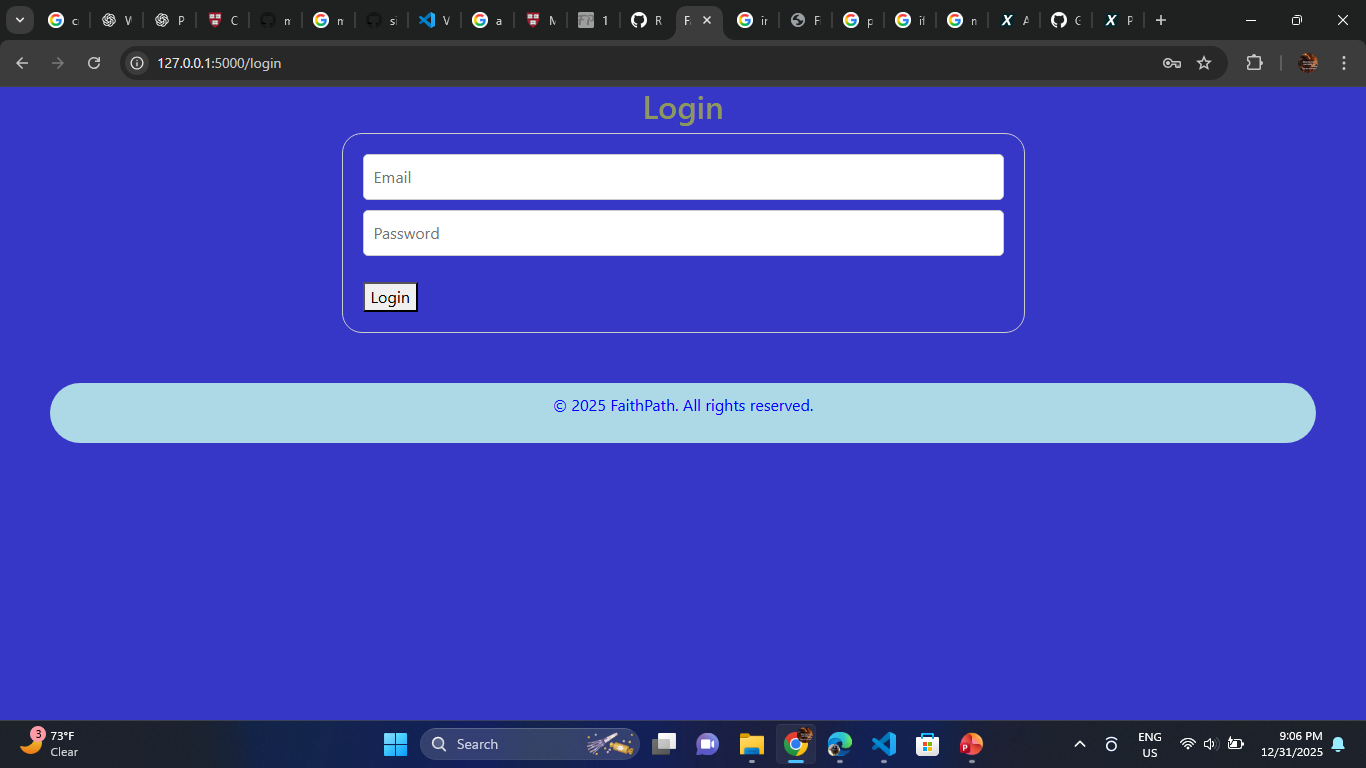 127.0.0.1:5000/login
Login
Email
Password
Login
© 2025 FaithPath. All rights reserved.
3
73°F
Clear
Search
ENG
US
9:06 PM
12/31/2025